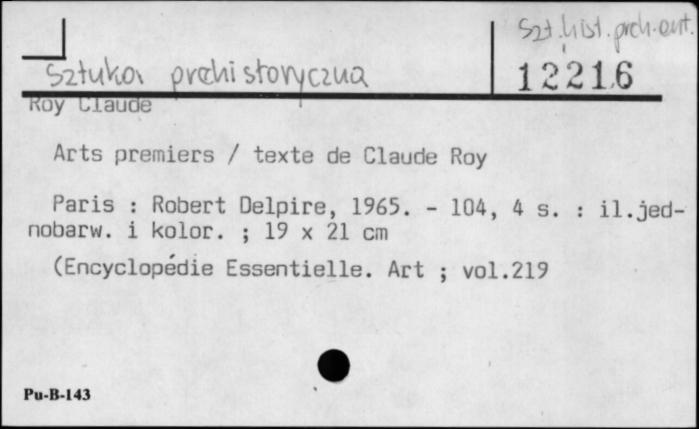 Szt. hist. preh. ant.
Sztuka prehistoryczna
12216
Roy Claude
Arts premiers / texte de Claude Roy
Paris : Robert Delpire, 1965. - 104, 4 s. : il.jed-
nobarw. i kolor. ; 19 x 21 cm
(Encyclopédie Essentielle. Art ; vol.219
Pu-B-143